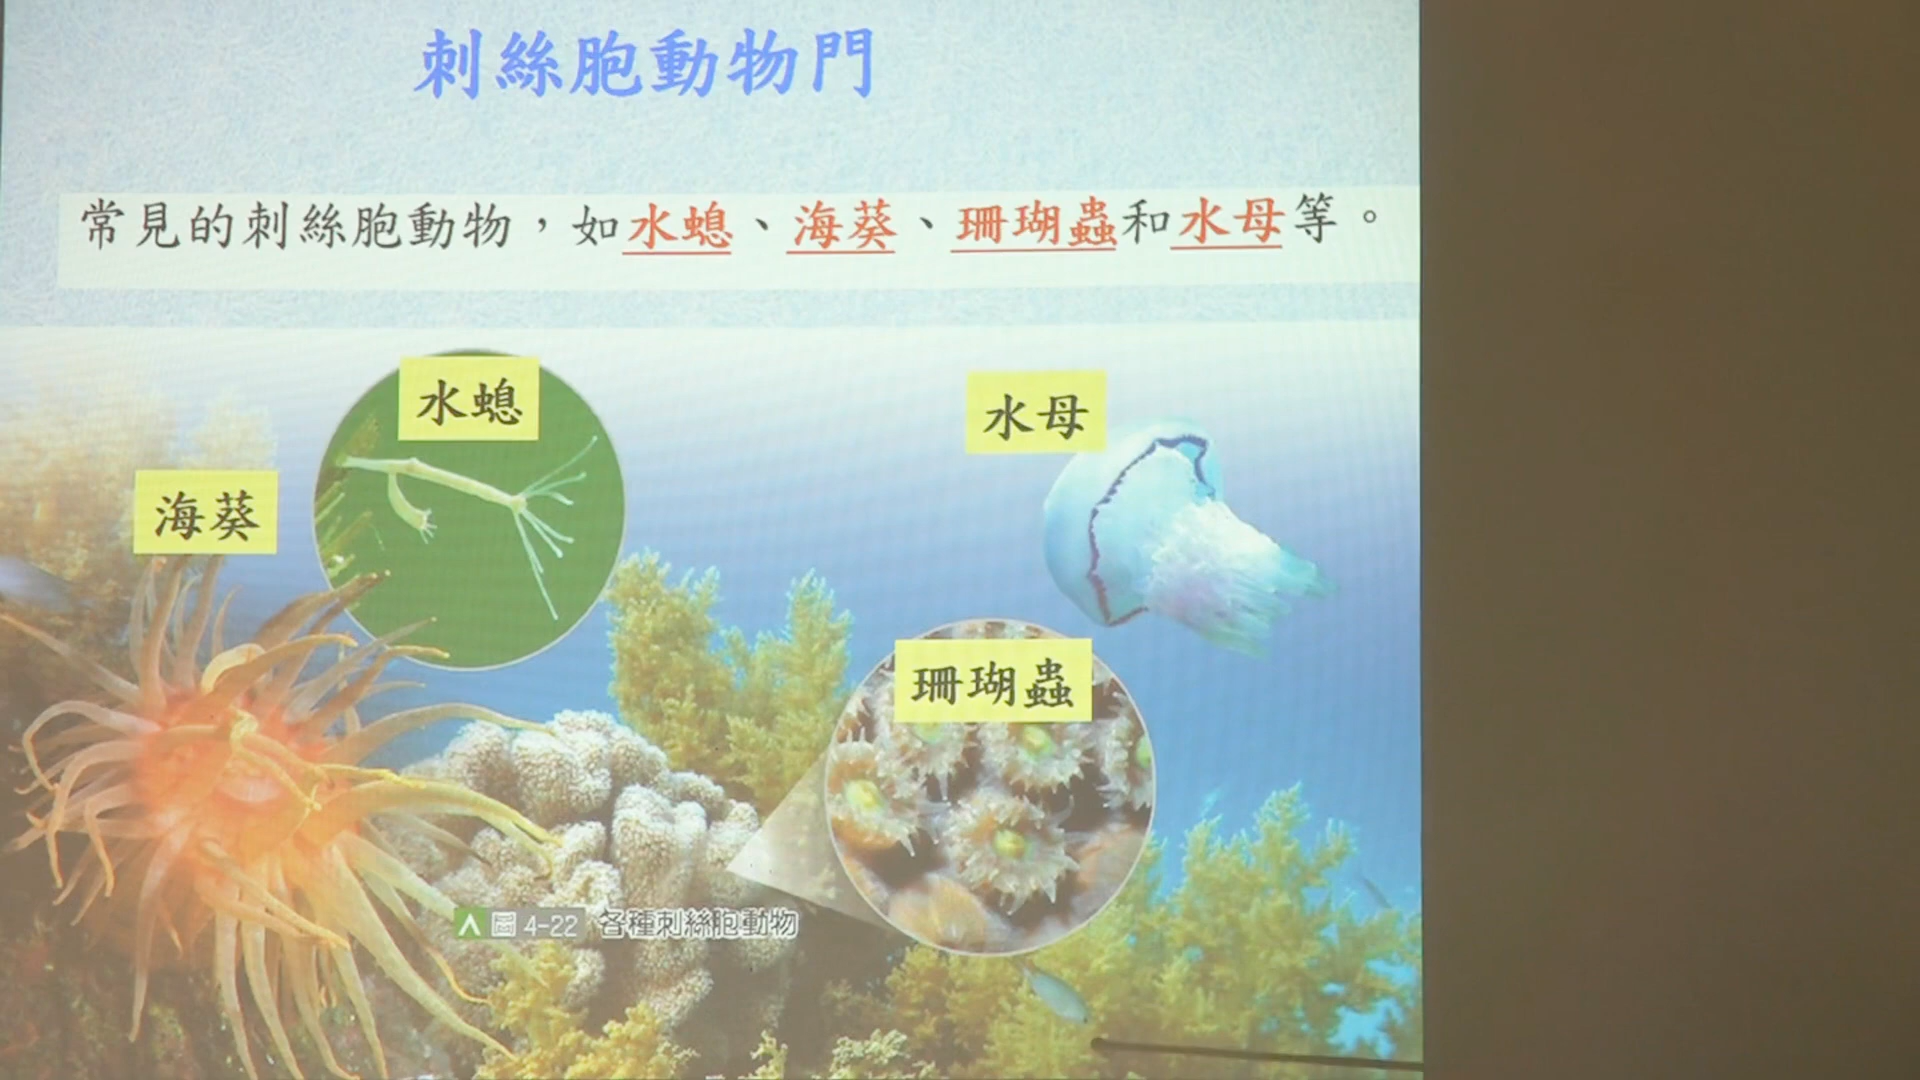 刺絲胞動物門
常見的刺絲胞動物，如水螅、海葵、珊瑚蟲和水母等。
水螅
水母
海葵
珊瑚蟲
圖 4-22 各種刺絲胞動物